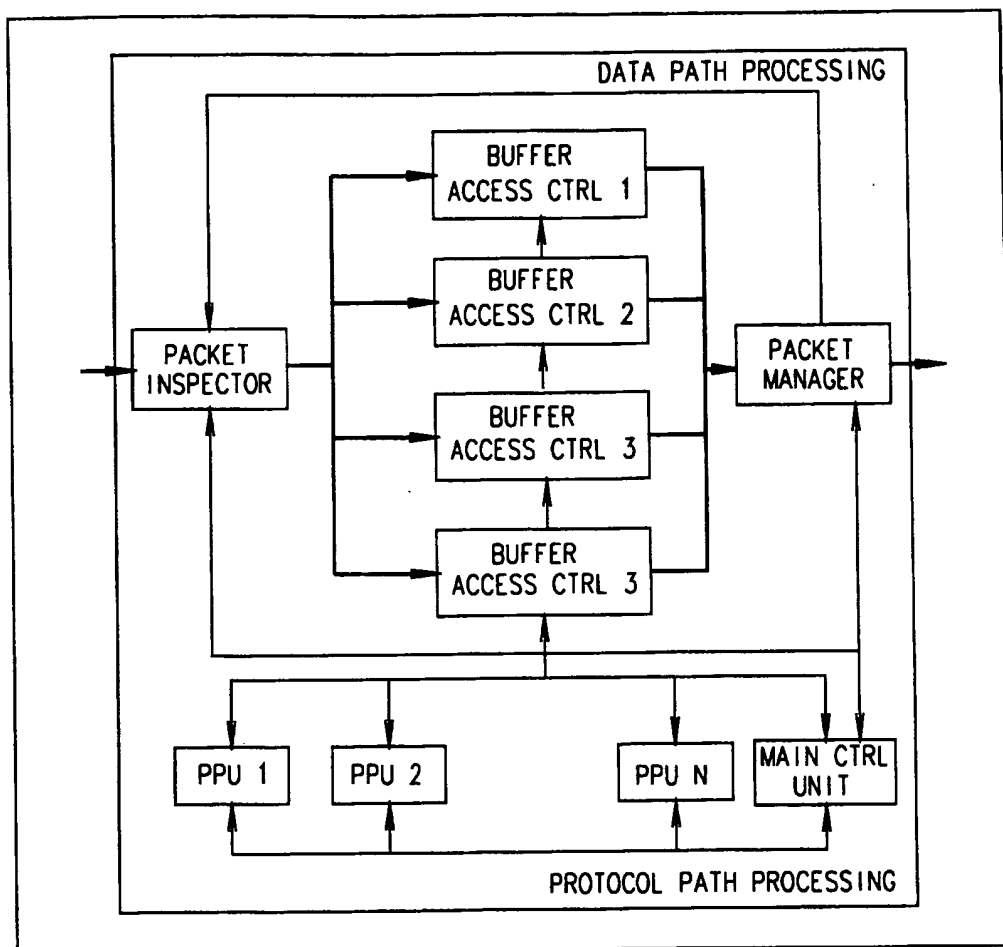 DATA PATH PROCESSING
BUFFER
ACCESS CTRL 1
BUFFER
ACCESS CTRL 2
PACKET
INSPECTOR
PACKET
MANAGER
BUFFER
ACCESS CTRL 3
BUFFER
ACCESS CTRL 3
PPU 1
PPU 2
PPU N
MAIN CTRL
UNIT
PROTOCOL PATH PROCESSING